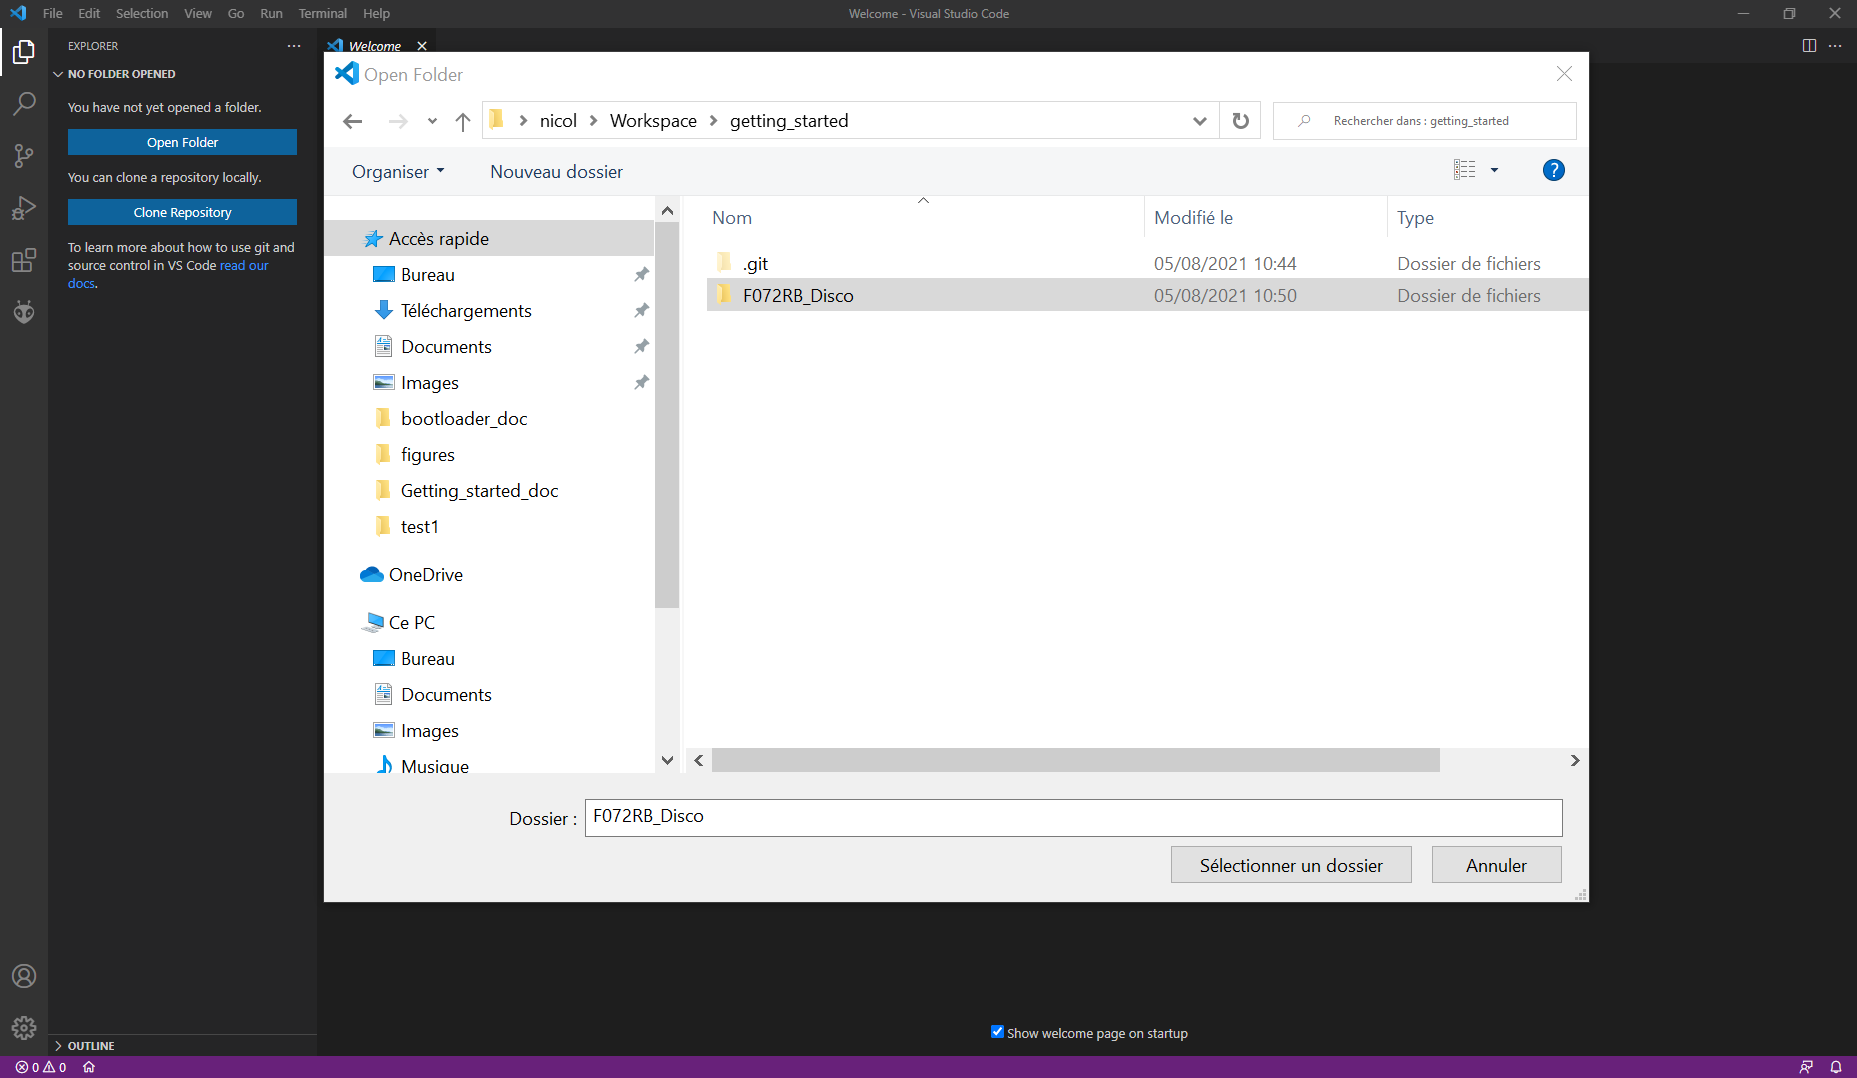 File Edit Selection View Go Run Terminal Help
Welcome - Visual Studio Code
EXPLORER
Welcome
NO FOLDER OPENED
You have not yet opened a folder.
Open Folder
You can clone a repository locally.
Clone Repository
To learn more about how to use git and
source control in VS Code read our
docs.
OUTLINE
Open Folder
nicol Workspace getting_started
Rechercher dans : getting_started
Organiser Nouveau dossier
?
Nom Modifié le Type
.git 05/08/2021 10:44 Dossier de fichiers
F072RB_Disco 05/08/2021 10:50 Dossier de fichiers
Accès rapide
Bureau
Téléchargements
Documents
Images
bootloader_doc
figures
Getting_started_doc
test1
OneDrive
Ce PC
Bureau
Documents
Images
Musique
Dossier : F072RB_Disco
Sélectionner un dossier Annuler
Show welcome page on startup
0 0